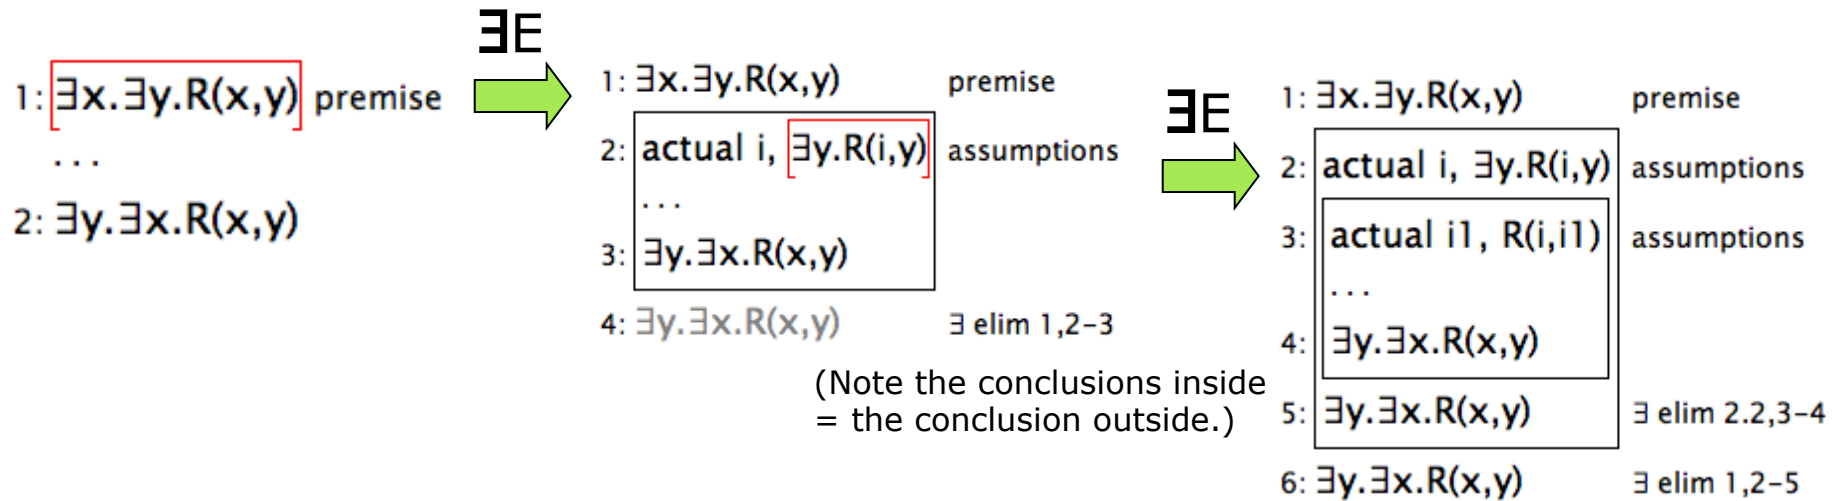 1: ∃x.∃y.R(x,y) premise
...
2: ∃y.∃x.R(x,y)
∃E
1: ∃x.∃y.R(x,y) premise
2: actual i, ∃y.R(i,y) assumptions
...
3: ∃y.∃x.R(x,y)
4: ∃y.∃x.R(x,y) ∃ elim 1,2-3
(Note the conclusions inside
= the conclusion outside.)
∃E
1: ∃x.∃y.R(x,y) premise
2: actual i, ∃y.R(i,y) assumptions
3: actual i1, R(i,i1) assumptions
...
4: ∃y.∃x.R(x,y)
5: ∃y.∃x.R(x,y) ∃ elim 2.2,3-4
6: ∃y.∃x.R(x,y) ∃ elim 1,2-5